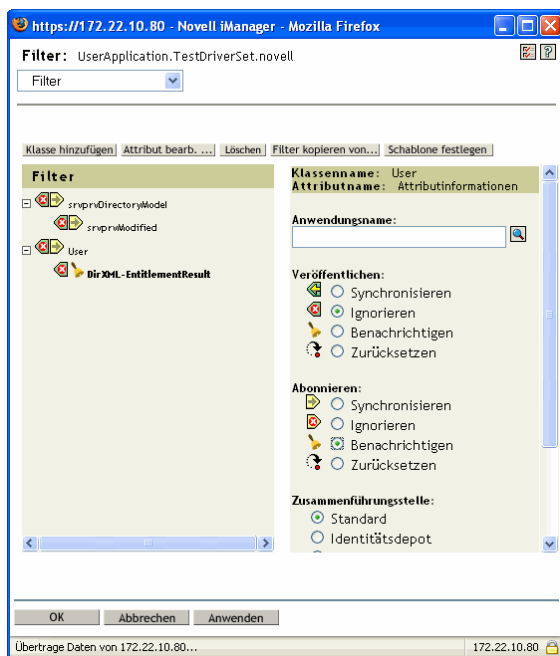 https://172.22.10.80 - Novell iManager - Mozilla Firefox
Filter: UserApplication.TestDriverSet.novell
Filter
Klasse hinzufügen Attribut bearb. ... Löschen Filter kopieren von... Schablone festlegen
Filter
srvprvDirectoryModel
srvprvModified
User
DirXML-EntitlementResult
Klassenname: User
Attributname: Attributinformationen
Anwendungsname:
Veröffentlichen:
Synchronisieren
Ignorieren
Benachrichtigen
Zurücksetzen
Abonnieren:
Synchronisieren
Ignorieren
Benachrichtigen
Zurücksetzen
Zusammenführungsstelle:
Standard
Identitätsdepot
OK Abbrechen Anwenden
Übertrage Daten von 172.22.10.80... 172.22.10.80